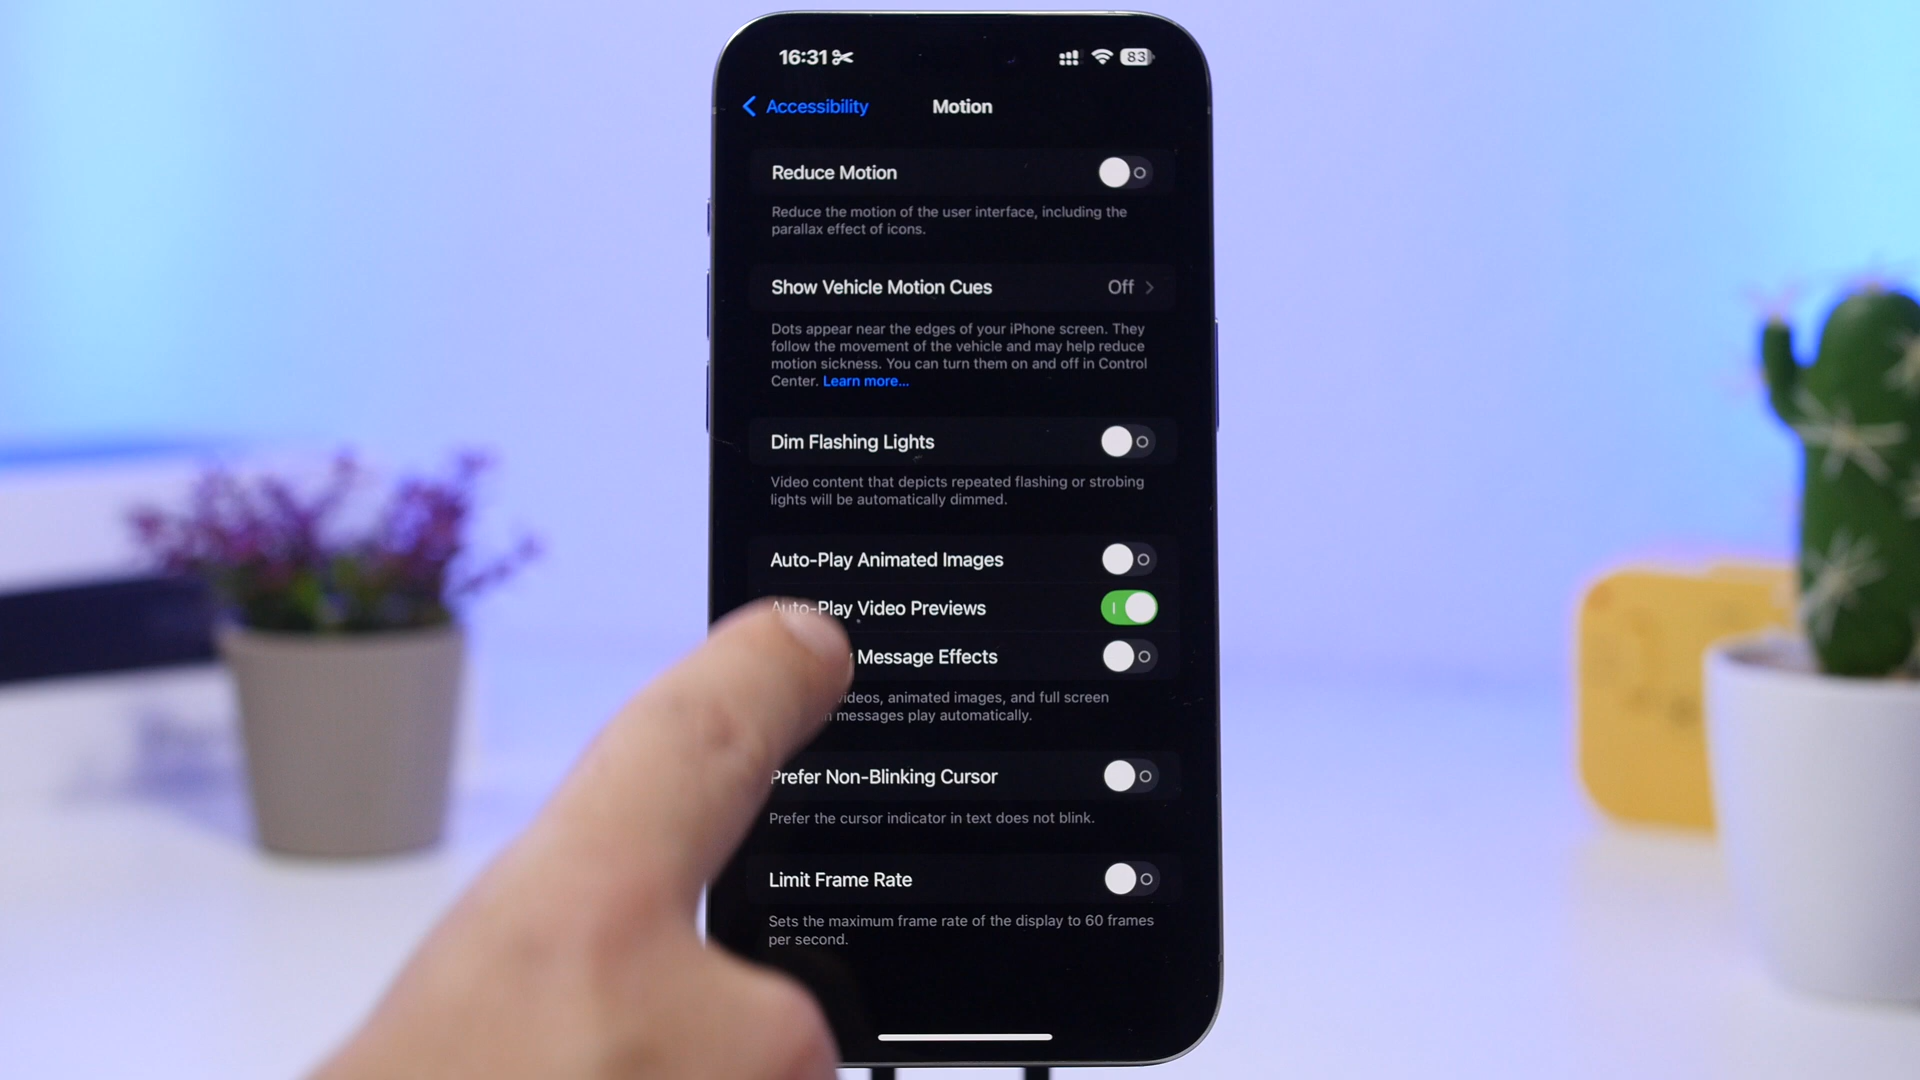 16:31 83
Accessibility Motion
Reduce Motion
Reduce the motion of the user interface, including the
parallax effect of icons.
Show Vehicle Motion Cues Off
Dots appear near the edges of your iPhone screen. They
follow the movement of the vehicle and may help reduce
motion sickness. You can turn them on and off in Control
Center. Learn more...
Dim Flashing Lights
Video content that depicts repeated flashing or strobing
lights will be automatically dimmed.
Auto-Play Animated Images
Auto-Play Video Previews
Message Effects
videos, animated images, and full screen
messages play automatically.
Prefer Non-Blinking Cursor
Prefer the cursor indicator in text does not blink.
Limit Frame Rate
Sets the maximum frame rate of the display to 60 frames
per second.